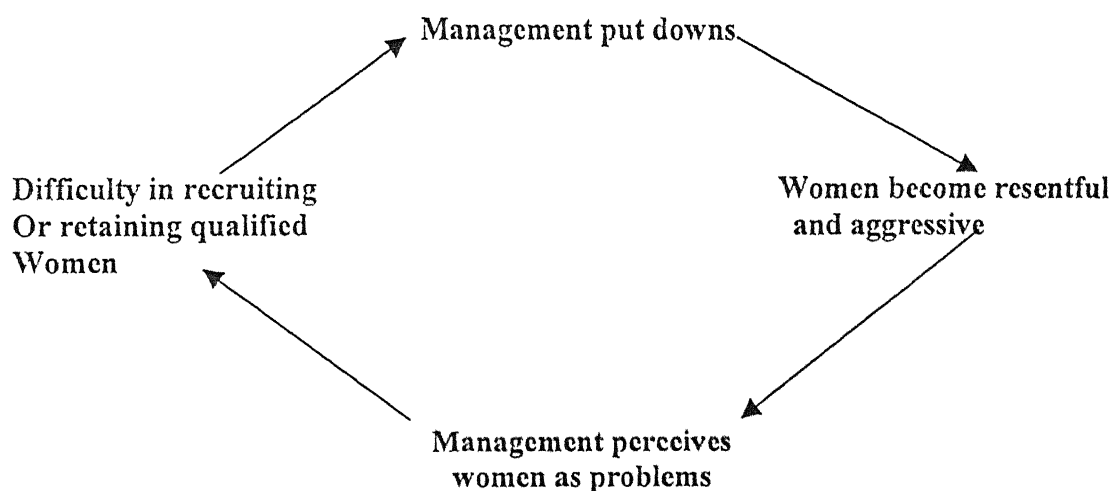 Management put downs
Difficulty in recruiting
Or retaining qualified
Women
Women become resentful
and aggressive
Management perceives
women as problems